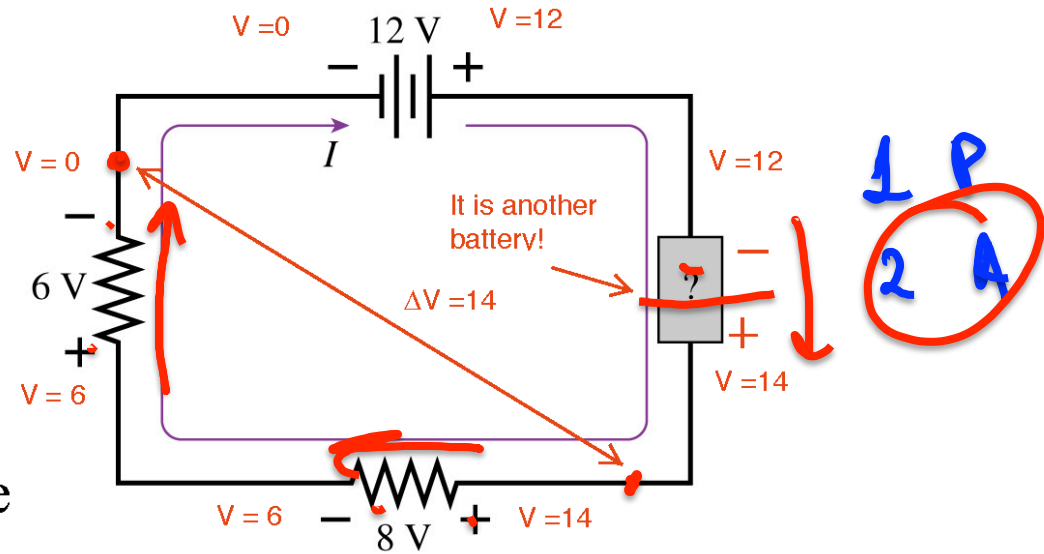 V =0
12 V
V =12
− +
I
V = 0
V =12
1 P
2 A
It is another
battery!
−
6 V
+
?
−
+
ΔV =14
V = 6
V =14
e
V = 6
− 8 V +
V =14